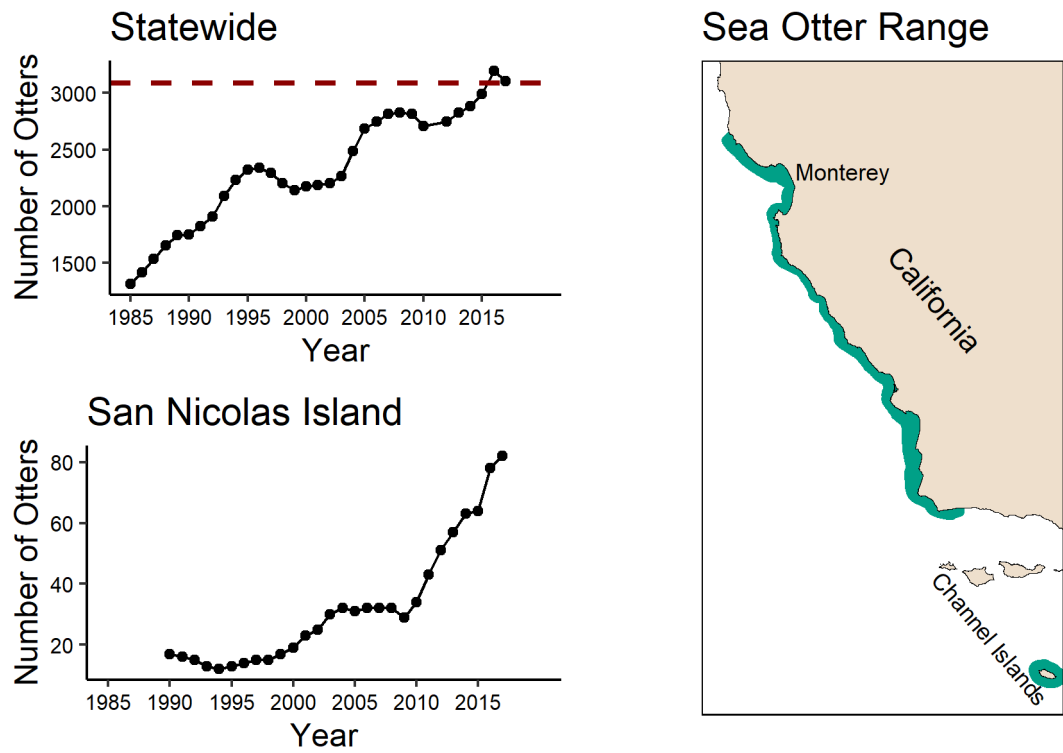 Statewide
Number of Otters
3000
2500
2000
1500
1985 1990 1995 2000 2005 2010 2015
Year
San Nicolas Island
Number of Otters
80
60
40
20
1985 1990 1995 2000 2005 2010 2015
Year
Sea Otter Range
Monterey
California
Channel Islands